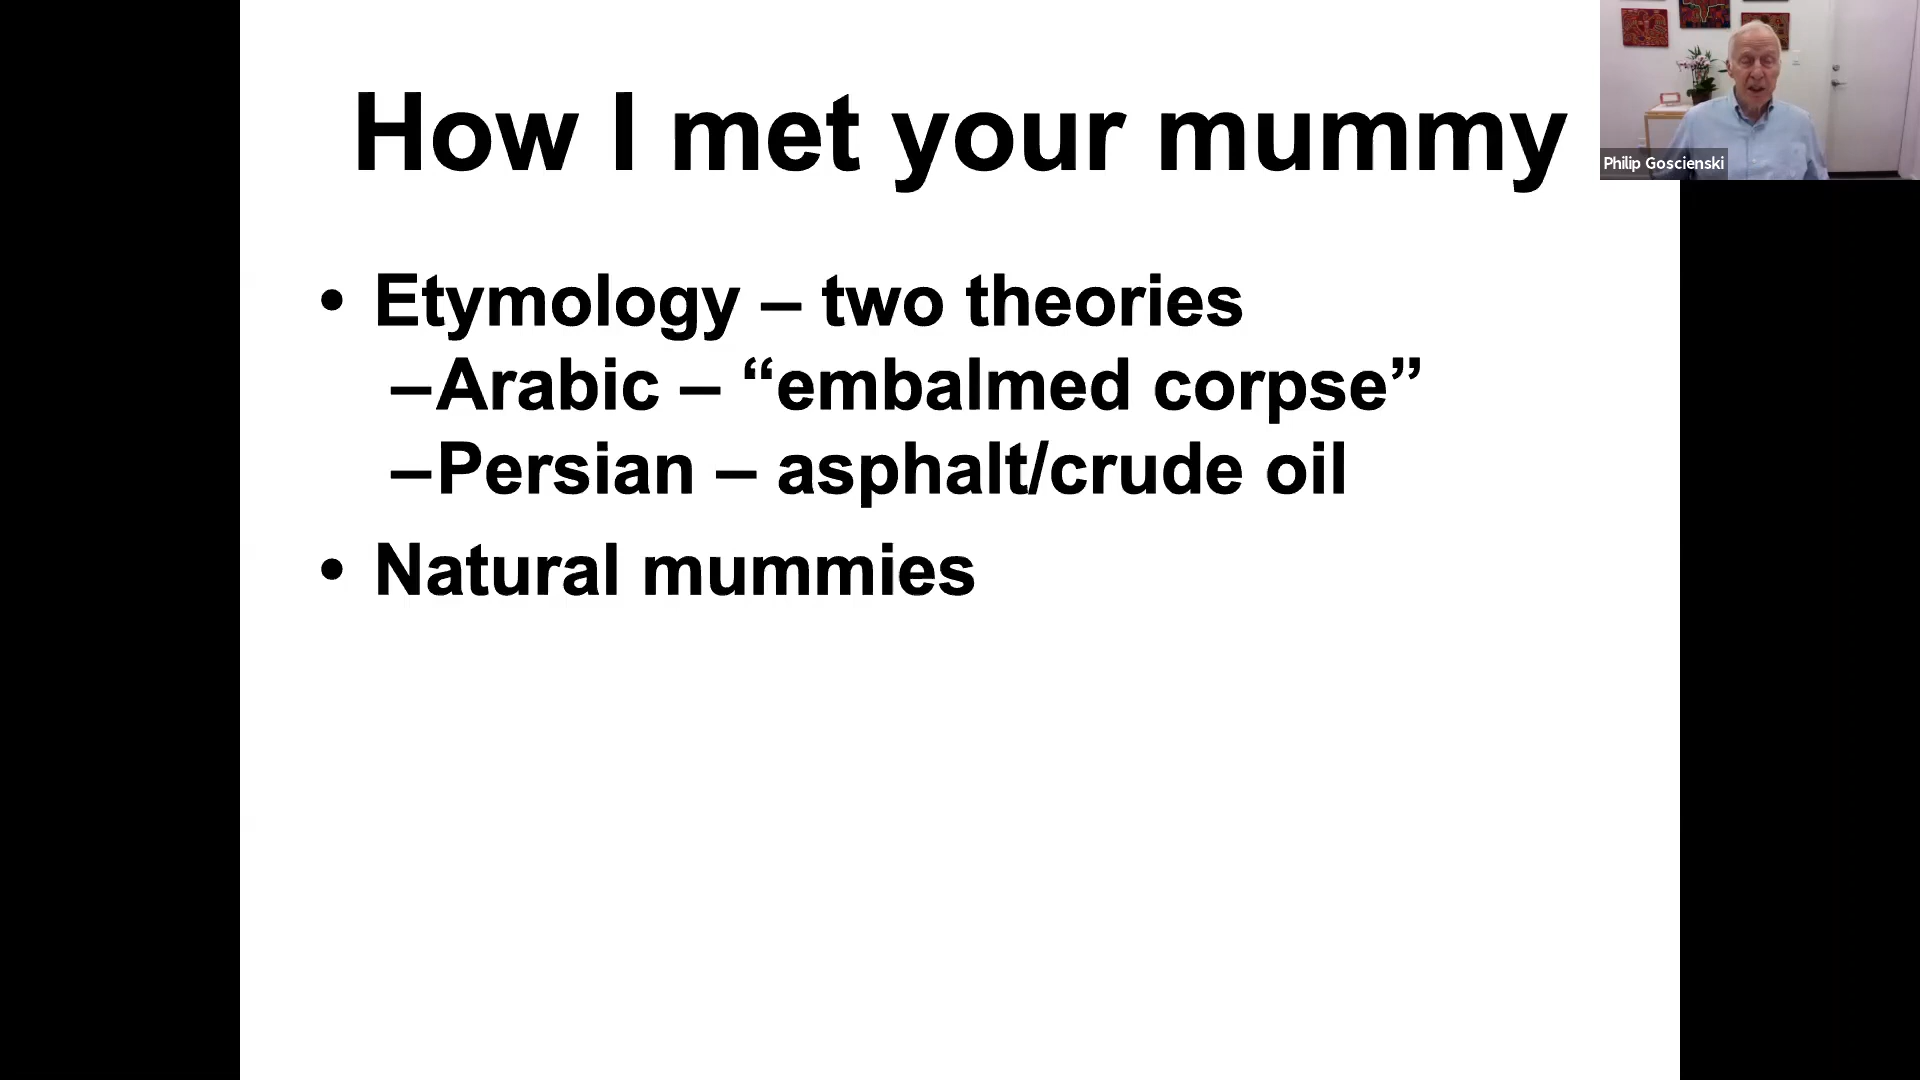 How I met your mummy
Philip Goscienski
• Etymology – two theories
–Arabic – “embalmed corpse”
–Persian – asphalt/crude oil
• Natural mummies